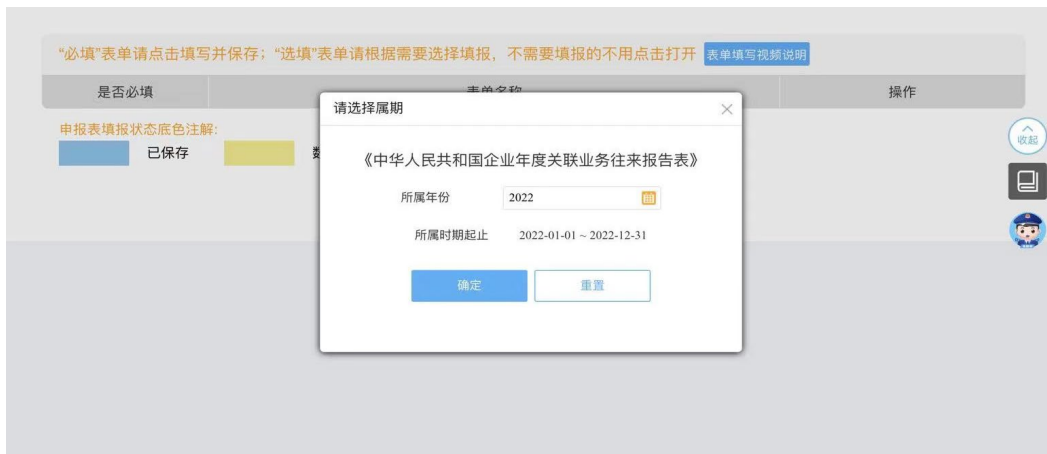 “必填”表单请点击填写并保存；“选填”表单请根据需要选择填报，不需要填报的不用点击打开 表单填写视频说明
是否必填 表单名称 操作
请选择属期
申报表填报状态底色注解:
已保存
《中华人民共和国企业年度关联业务往来报告表》
收起
所属年份 2022
所属时期起止 2022-01-01 ~ 2022-12-31
确定 重置